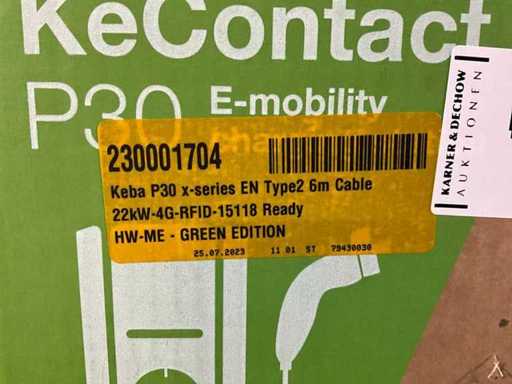 KeContact
P30 E-mobility
230001704
Keba P30 x-series EN Type2 6m Cable
22kW-4G-RFID-15118 Ready
HW-ME - GREEN EDITION
25.07.2023 11 01 ST 79430030
KARNER & DECHOW
AUKTIONEN